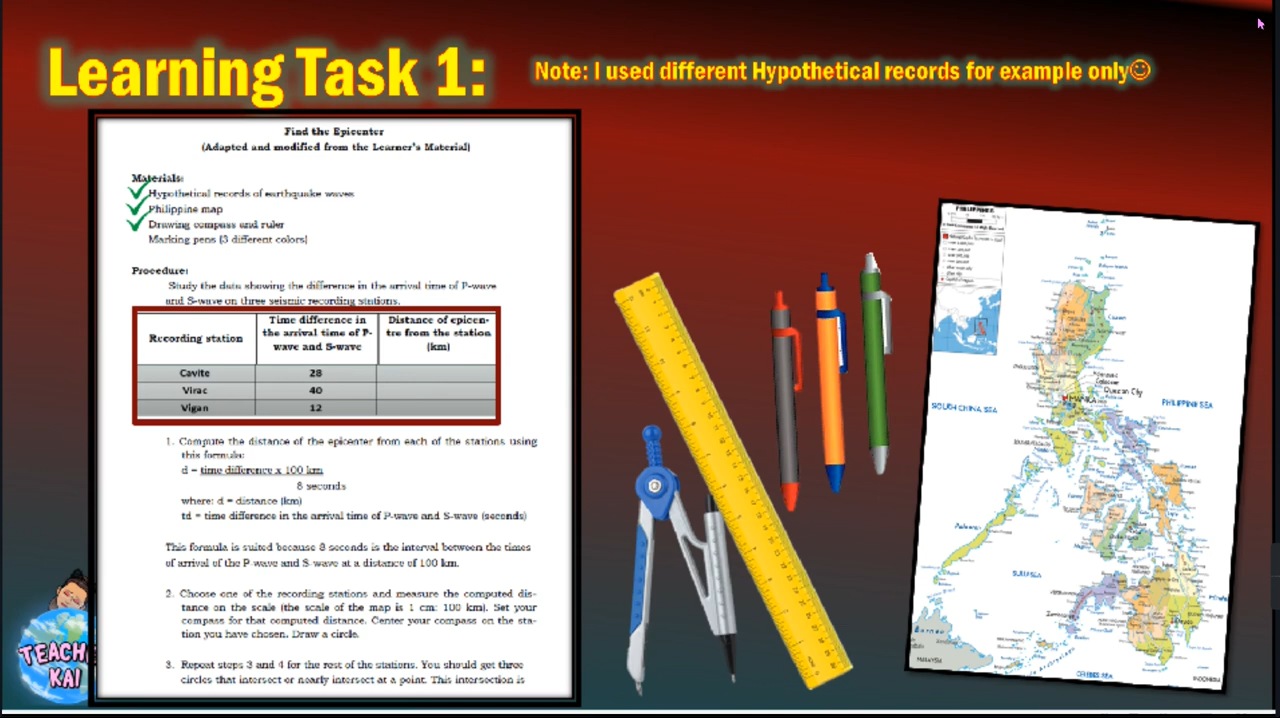 Learning Task 1:
Note: I used different Hypothetical records for example only☺
Find the Epicenter
(Adapted and modified from the Learner's Material)
Materials:
Hypothetical records of earthquake waves
Philippine map
Drawing compass and ruler
Marking pens (3 different colors)
Procedure:
Study the data showing the difference in the arrival time of P-wave
and S-wave on three seismic recording stations.
Recording station
Time difference in
the arrival time of P-
wave and S-wave
Distance of epicen-
tre from the station
(km)
Cavite 28
Virac 40
Vigan 12
1. Compute the distance of the epicenter from each of the stations using
this formula:
d = time difference x 100 km
8 seconds
where: d = distance (km)
td = time difference in the arrival time of P-wave and S-wave (seconds)
This formula is suited because 8 seconds is the interval between the times
of arrival of the P wave and S-wave at a distance of 100 km.
2. Choose one of the recording stations and measure the computed dis-
tance on the scale (the scale of the map is 1 cm: 100 km). Set your
compass for that computed distance. Center your compass on the sta-
tion you have chosen. Draw a circle.
3. Repeat steps 3 and 4 for the rest of the stations. You should get three
circles that intersect or nearly intersect at a point. This intersection is
TEACH
KAI
PHILIPPINES
Quezon City
MANILA
SOUTH CHINA SEA
PHILIPPINE SEA
SULU SEA
MALAYSIA
CELEBES SEA